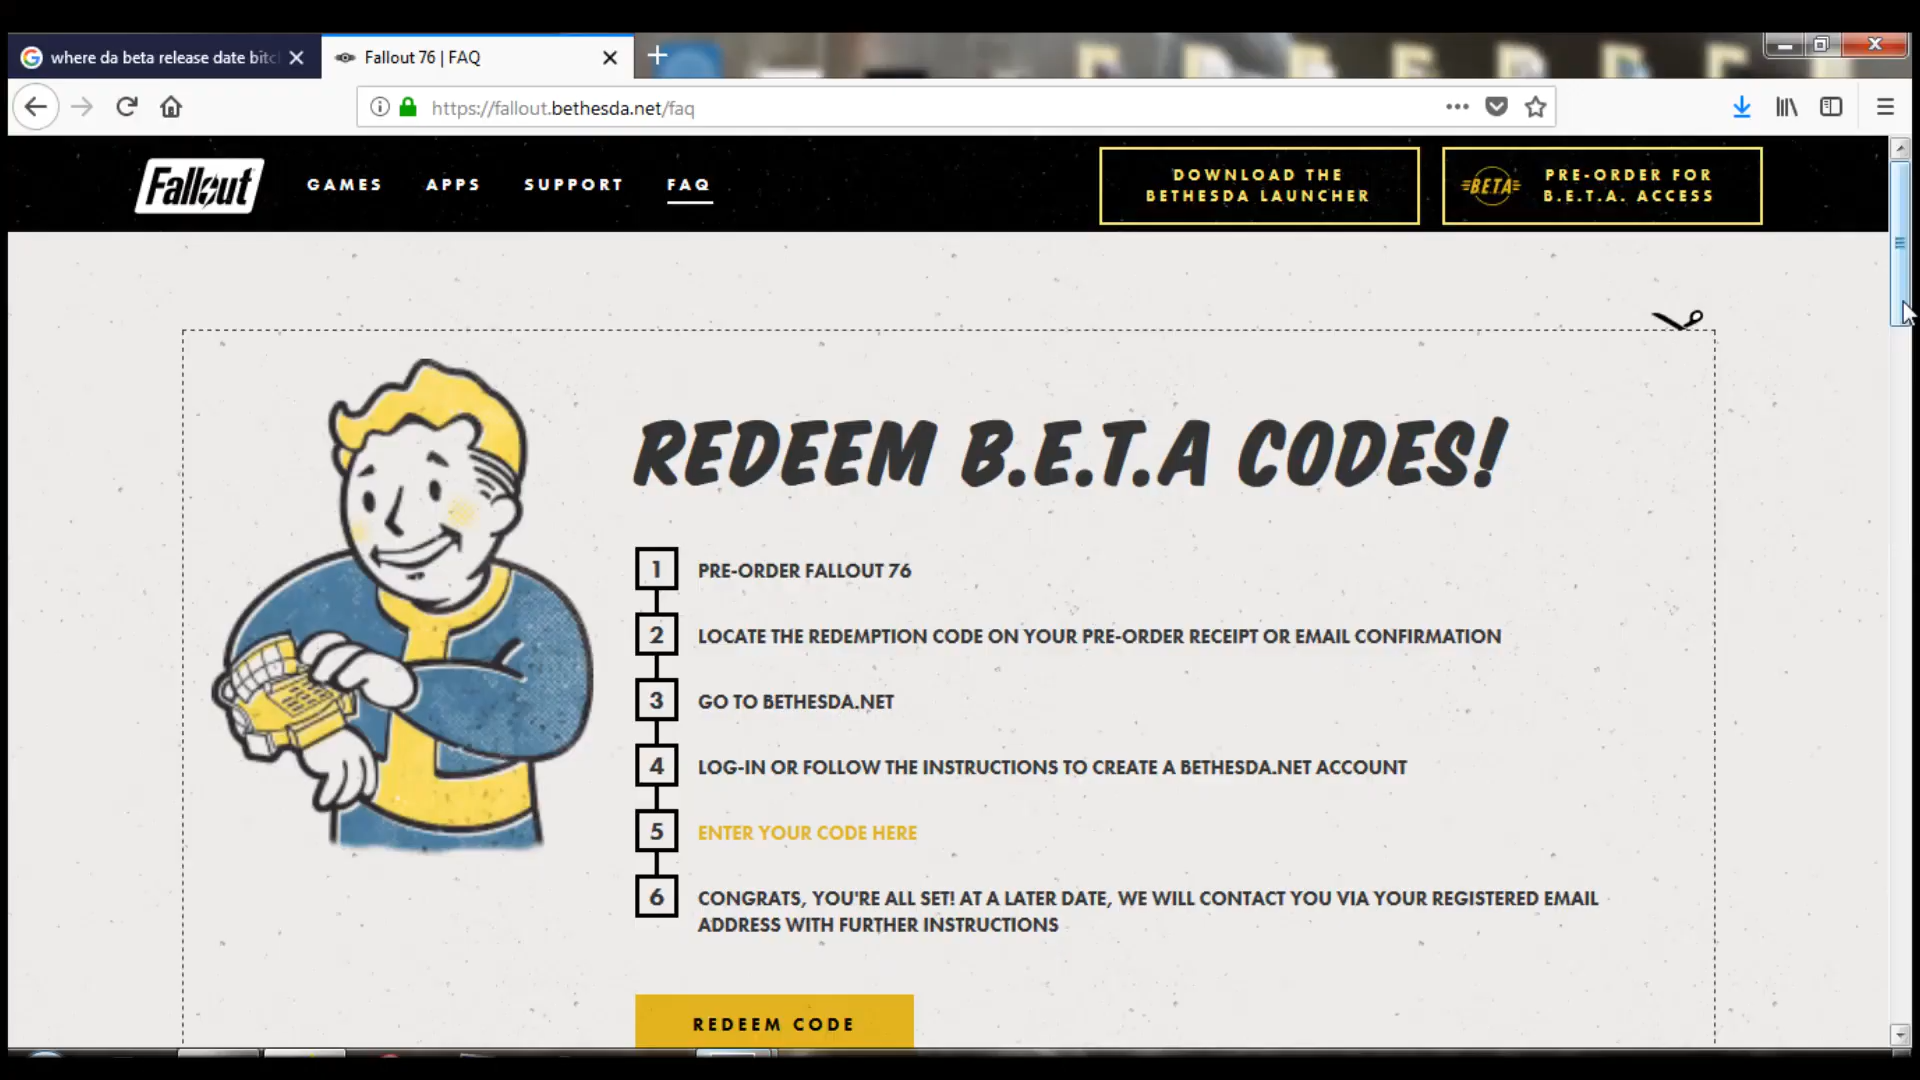 where da beta release date bitc
Fallout 76 | FAQ
https://fallout.bethesda.net/faq
Fallout
GAMES
APPS
SUPPORT
FAQ
DOWNLOAD THE
BETHESDA LAUNCHER
BETA
PRE-ORDER FOR
B.E.T.A. ACCESS
REDEEM B.E.T.A CODES!
1 PRE-ORDER FALLOUT 76
2 LOCATE THE REDEMPTION CODE ON YOUR PRE-ORDER RECEIPT OR EMAIL CONFIRMATION
3 GO TO BETHESDA.NET
4 LOG-IN OR FOLLOW THE INSTRUCTIONS TO CREATE A BETHESDA.NET ACCOUNT
5 ENTER YOUR CODE HERE
6 CONGRATS, YOU'RE ALL SET! AT A LATER DATE, WE WILL CONTACT YOU VIA YOUR REGISTERED EMAIL
ADDRESS WITH FURTHER INSTRUCTIONS
REDEEM CODE